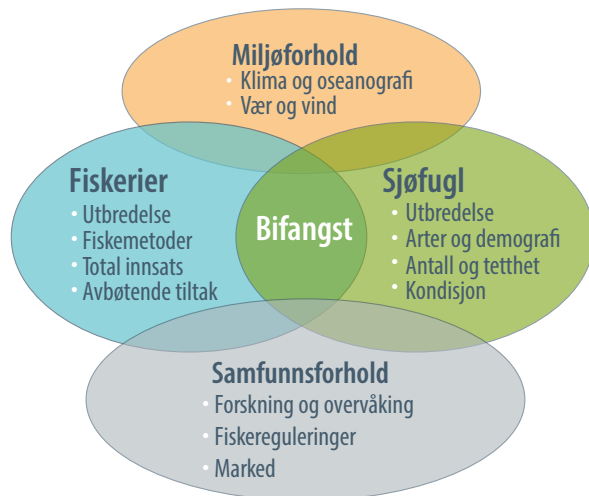 Miljøforhold
• Klima og oseanografi
• Vær og vind
Fiskerier
• Utbredelse
• Fiskemetoder
• Total innsats
• Avbøtende tiltak
Bifangst
Sjøfugl
• Utbredelse
• Arter og demografi
• Antall og tetthet
• Kondisjon
Samfunnsforhold
• Forskning og overvåking
• Fiskereguleringer
• Marked